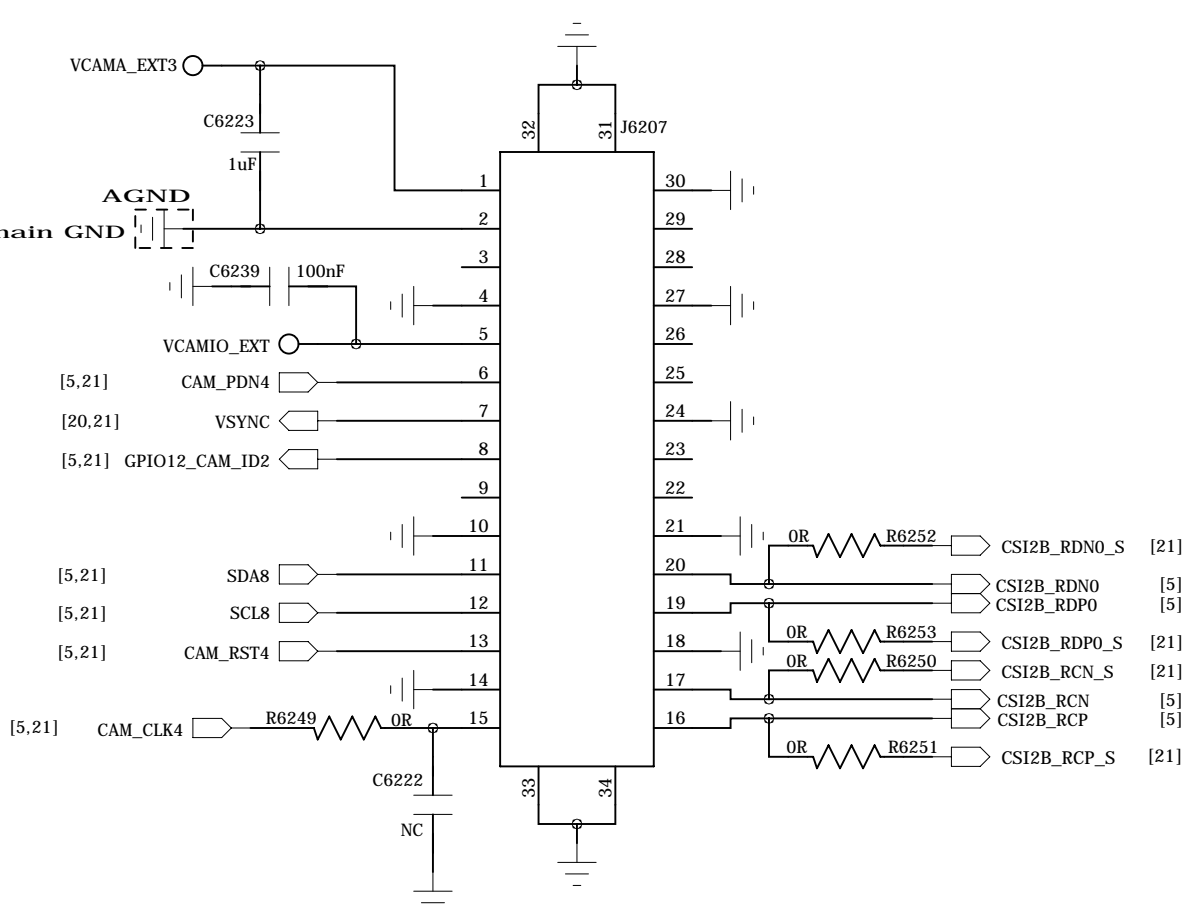 VCAMA_EXT3
C6223
1uF
AGND
main GND
C6239 100nF
VCAMIO_EXT
[5,21] CAM_PDN4
[20,21] VSYNC
[5,21] GPIO12_CAM_ID2
[5,21] SDA8
[5,21] SCL8
[5,21] CAM_RST4
[5,21] CAM_CLK4 R6249 0R
C6222
NC
32 31 J6207
1 30
2 29
3 28
4 27
5 26
6 25
7 24
8 23
9 22
10 21
11 20
12 19
13 18
14 17
15 16
33 34
0R R6252 CSI2B_RDN0_S [21]
CSI2B_RDN0 [5]
CSI2B_RDP0 [5]
0R R6253 CSI2B_RDP0_S [21]
0R R6250 CSI2B_RCN_S [21]
CSI2B_RCN [5]
CSI2B_RCP [5]
0R R6251 CSI2B_RCP_S [21]